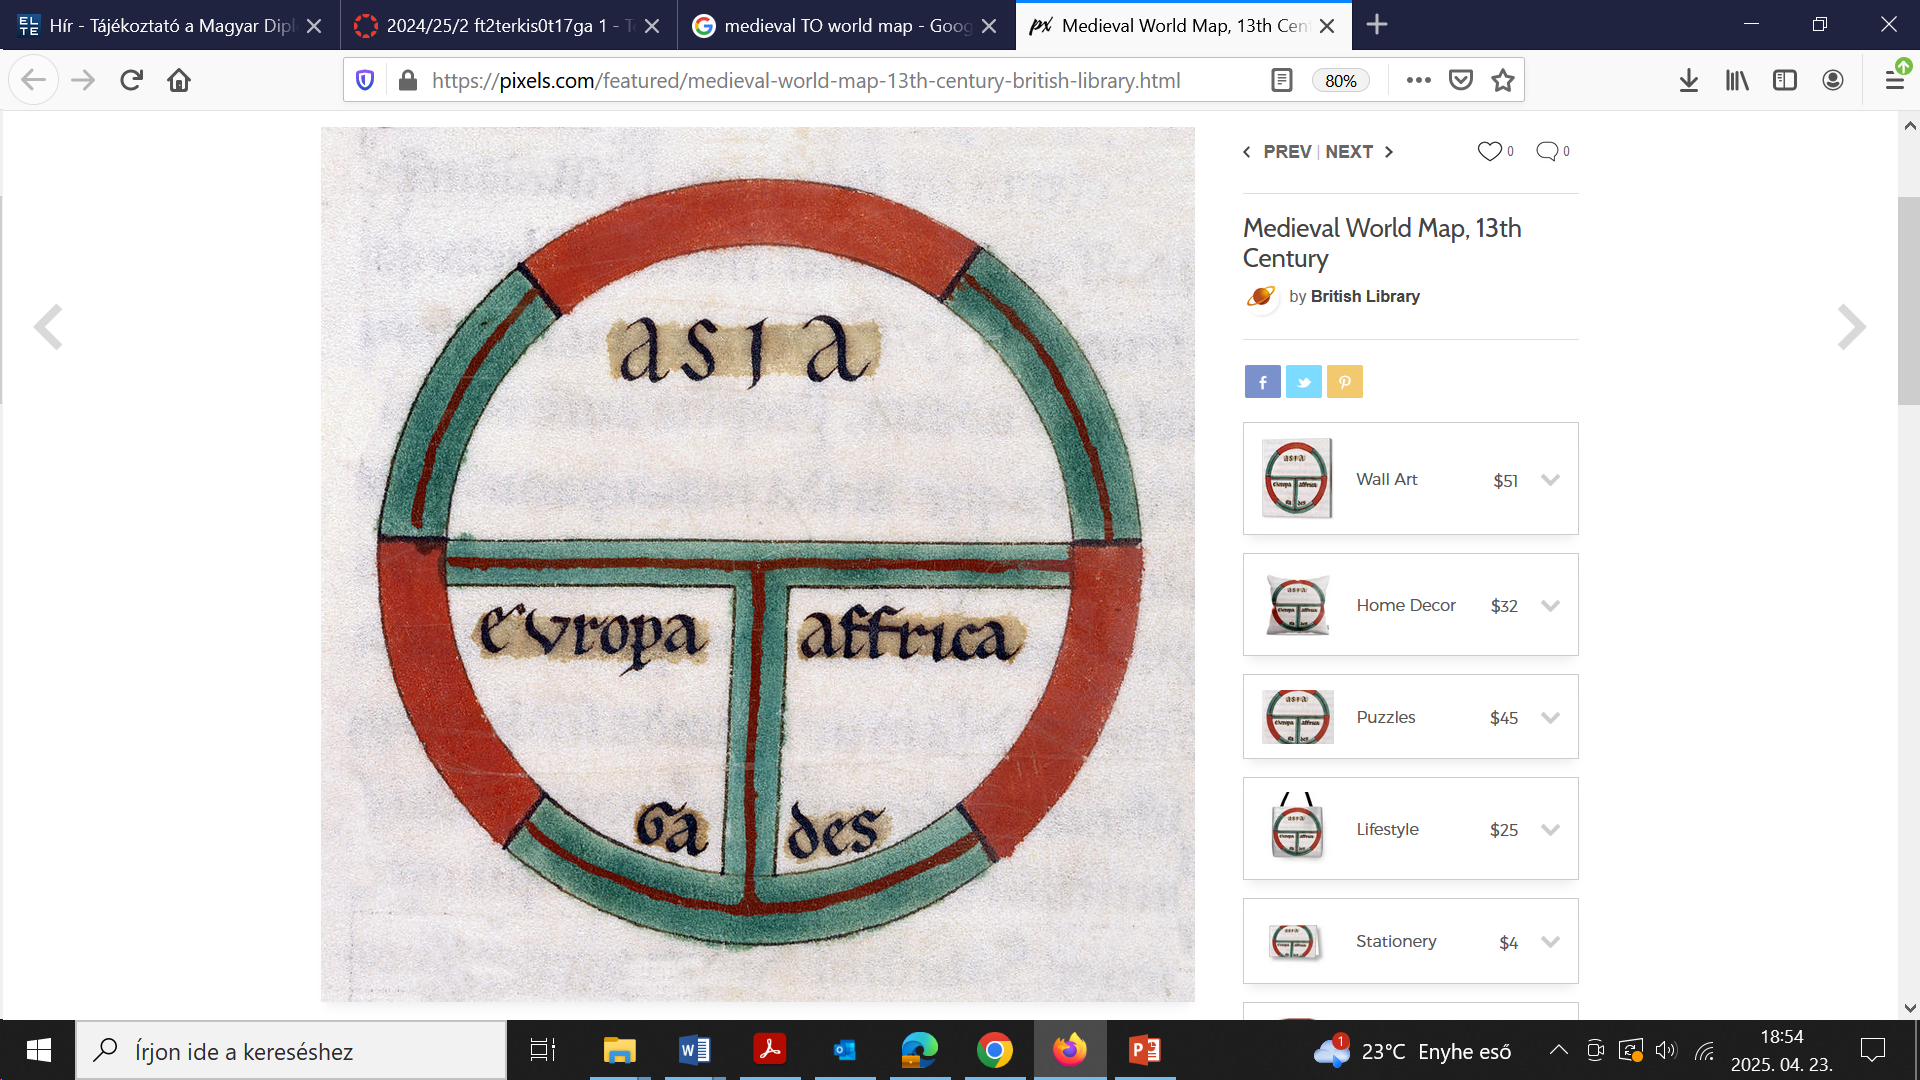 Hír - Tájékoztató a Magyar Dipl
2024/25/2 ft2terkis0t17ga 1 - T
medieval TO world map - Goog
Medieval World Map, 13th Cen
https://pixels.com/featured/medieval-world-map-13th-century-british-library.html
80%
asia
evropa
affrica
Ga
des
PREV | NEXT
0
0
Medieval World Map, 13th
Century
by British Library
Wall Art $51
Home Decor $32
Puzzles $45
Lifestyle $25
Stationery $4
Írjon ide a kereséshez
1
23°C Enyhe eső
18:54
2025. 04. 23.